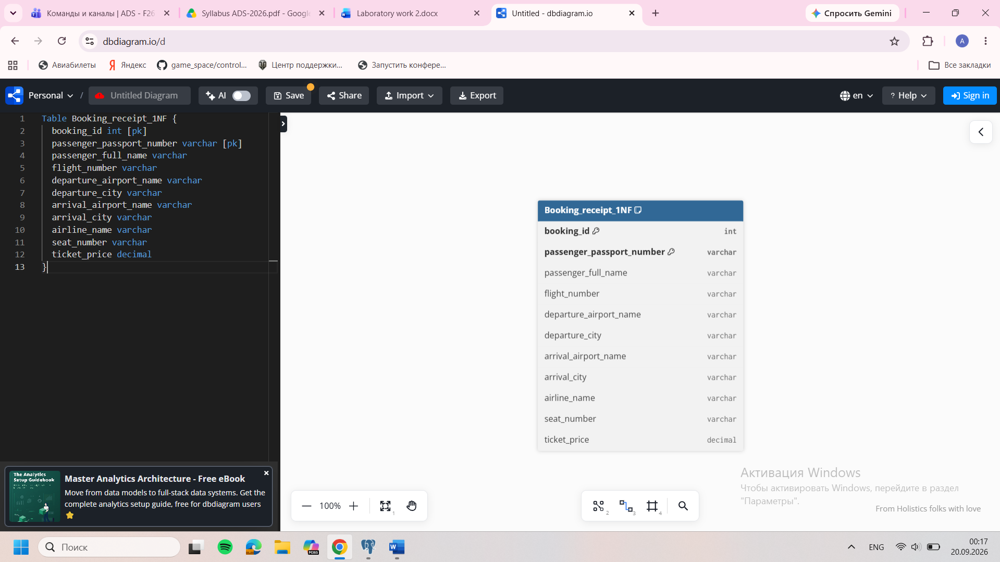 Команды и каналы | ADS - F26
Syllabus ADS-2026.pdf - Google
Laboratory work 2.docx
Untitled - dbdiagram.io
Спросить Gemini
dbdiagram.io/d
A
Авиабилеты
Яндекс
game_space/control...
Центр поддержки...
Запустить конфере...
Все закладки
Personal
/
Untitled Diagram
AI
Save
Share
Import
Export
en
? Help
Sign in
1 Table Booking_receipt_1NF {
2 booking_id int [pk]
3 passenger_passport_number varchar [pk]
4 passenger_full_name varchar
5 flight_number varchar
6 departure_airport_name varchar
7 departure_city varchar
8 arrival_airport_name varchar
9 arrival_city varchar
10 airline_name varchar
11 seat_number varchar
12 ticket_price decimal
13 }
Booking_receipt_1NF
booking_id int
passenger_passport_number varchar
passenger_full_name varchar
flight_number varchar
departure_airport_name varchar
departure_city varchar
arrival_airport_name varchar
arrival_city varchar
airline_name varchar
seat_number varchar
ticket_price decimal
The Analytics
Setup Guidebook
Master Analytics Architecture - Free eBook
Move from data models to full-stack data systems. Get the
complete analytics setup guide, free for dbdiagram users
100%
1
2
3
4
Активация Windows
Чтобы активировать Windows, перейдите в раздел
"Параметры".
From Holistics folks with love
Поиск
M365
W
ENG
00:17
20.09.2026